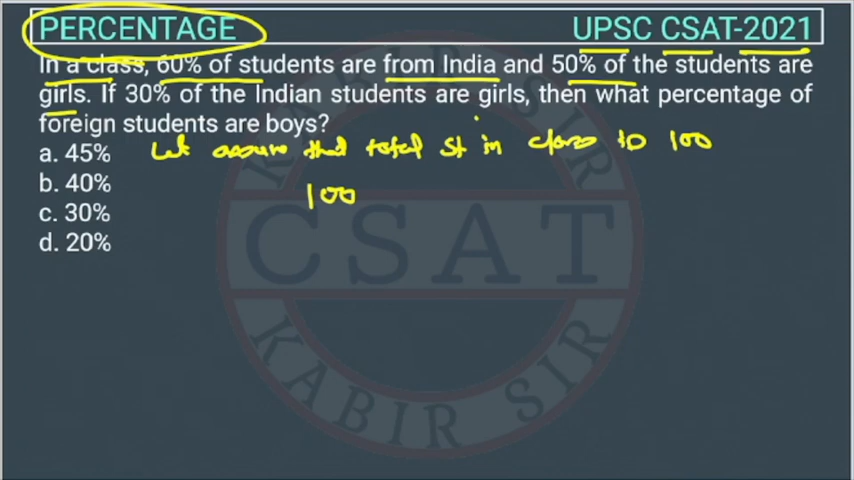 PERCENTAGE UPSC CSAT-2021
In a class, 60% of students are from India and 50% of the students are
girls. If 30% of the Indian students are girls, then what percentage of
foreign students are boys?
a. 45% Let assume that total St in class is 100
b. 40% 100
c. 30%
d. 20%
KABIR SIR
CSAT
KABIR SIR